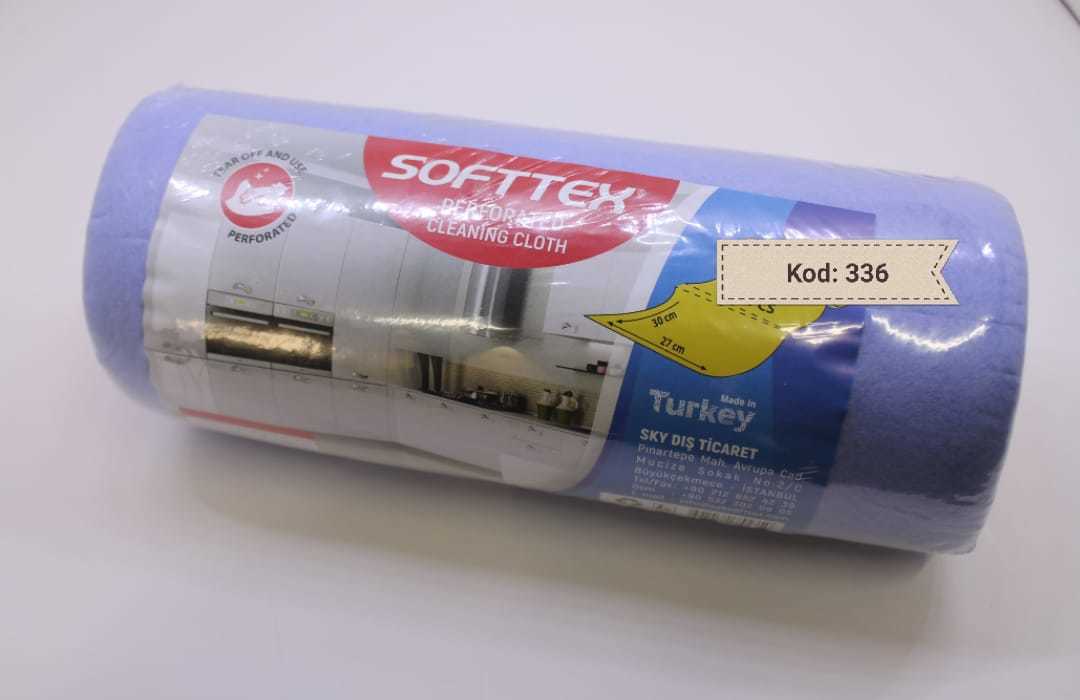 TEAR OFF AND USE
PERFORATED
SOFTTEX
PERFORATED
CLEANING CLOTH
Kod: 336
30 cm
27 cm
Made in
Turkey
SKY DIŞ TİCARET
Pınartepe Mah. Avrupa Cad
Mucize Sokak No:2/C
Büyükçekmece - İSTANBUL